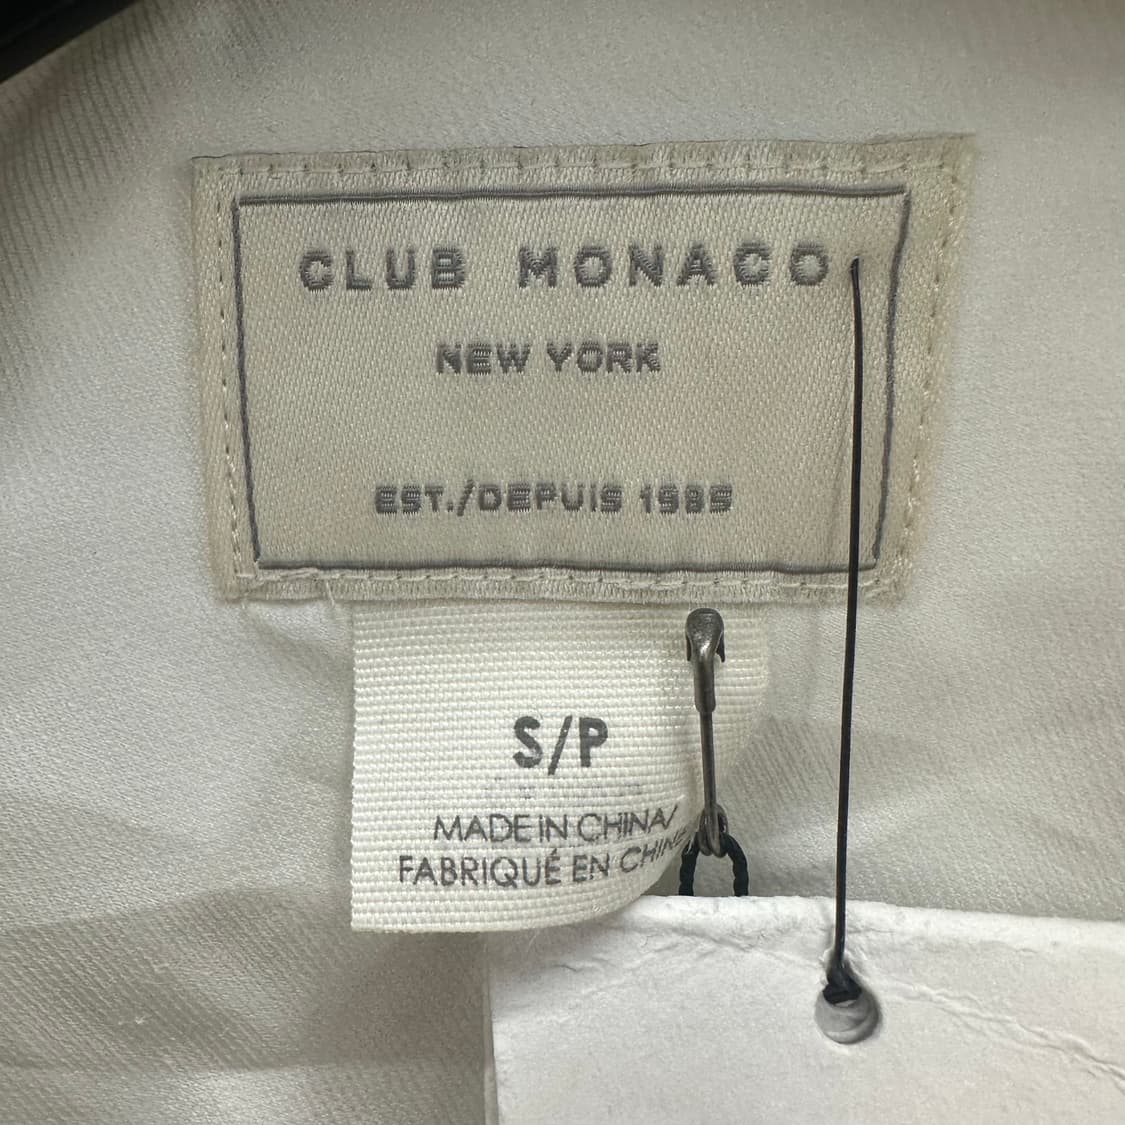 CLUB MONACO
NEW YORK
EST./DEPUIS 1985
S/P
MADE IN CHINA/
FABRIQUÉ EN CHINE